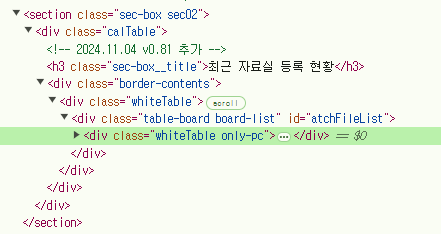 ▼<section class="sec-box sec02">
▼<div class="calTable">
<!-- 2024.11.04 v0.81 추가 -->
<h3 class="sec-box__title">최근 자료실 등록 현황</h3>
▼<div class="border-contents">
▼<div class="whiteTable"> scroll
▼<div class="table-board board-list" id="atchFileList">
▶<div class="whiteTable only-pc"> … </div> == $0
</div>
</div>
</div>
</div>
</section>